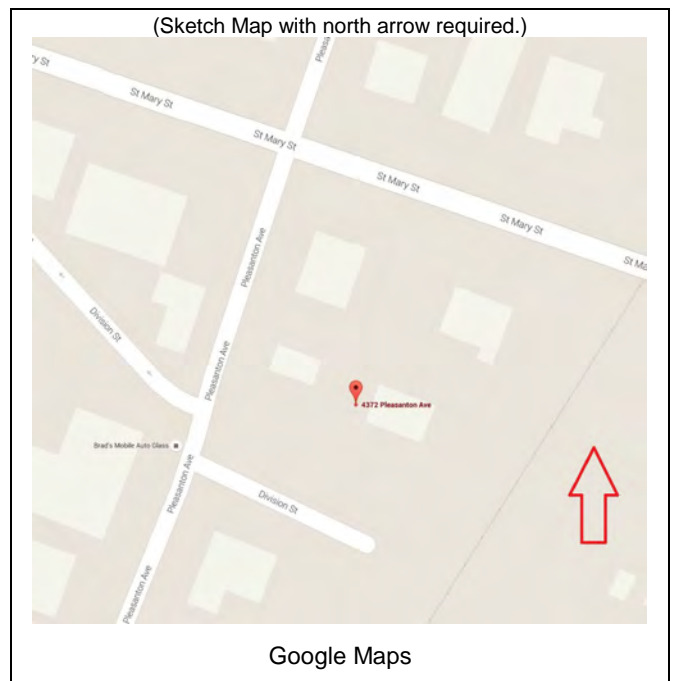 (Sketch Map with north arrow required.)
Pleasa
y St
St Mary St
St Mary St
St Mary St
St Mary St
St Ma
Pleasanton Ave
Division St
Pleasanton Ave
4372 Pleasanton Ave
Brad's Mobile Auto Glass
Pleasanton Ave
Division St
Pleasanton Ave
Google Maps